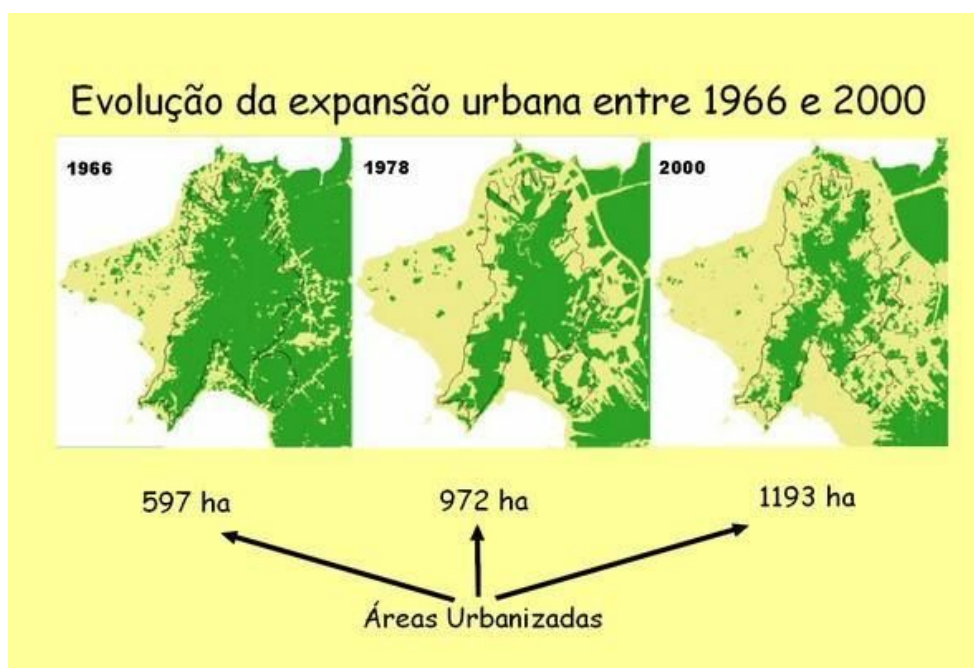 Evolução da expansão urbana entre 1966 e 2000
1966
1978
2000
597 ha
972 ha
1193 ha
Áreas Urbanizadas